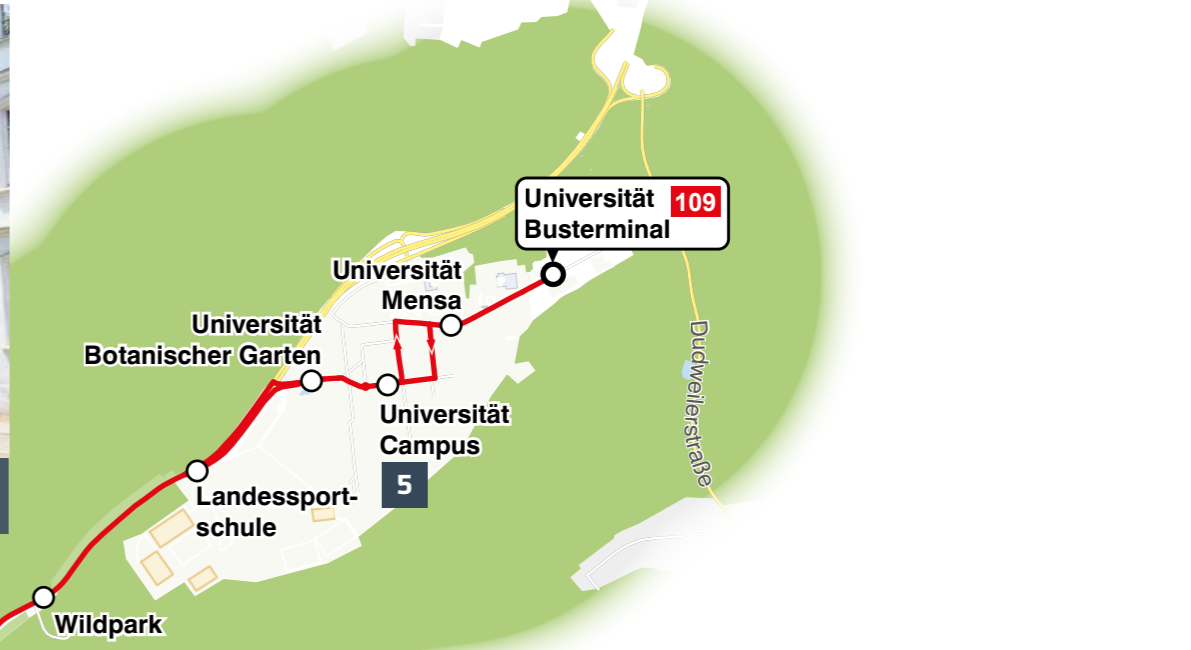 Universität 109
Busterminal
Universität
Mensa
Universität
Botanischer Garten
Universität
Campus
5
Landessport-
schule
Wildpark
Dudweilerstraße